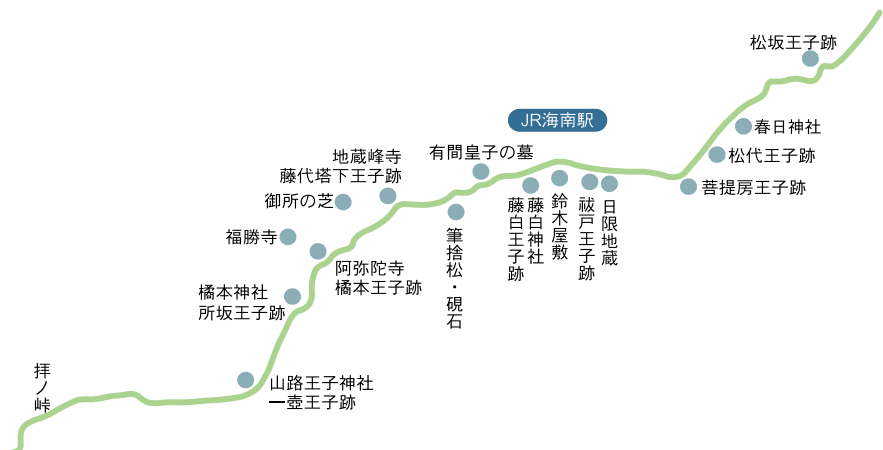 松坂王子跡
JR海南駅
春日神社
松代王子跡
菩提房王子跡
有間皇子の墓
地蔵峰寺
藤代塔下王子跡
御所の芝
福勝寺
日限地蔵
祓戸王子跡
鈴木屋敷
藤白神社
藤白王子跡
筆捨松・硯石
阿弥陀寺
橘本王子跡
橘本神社
所坂王子跡
山路王子神社
一壺王子跡
拝ノ峠